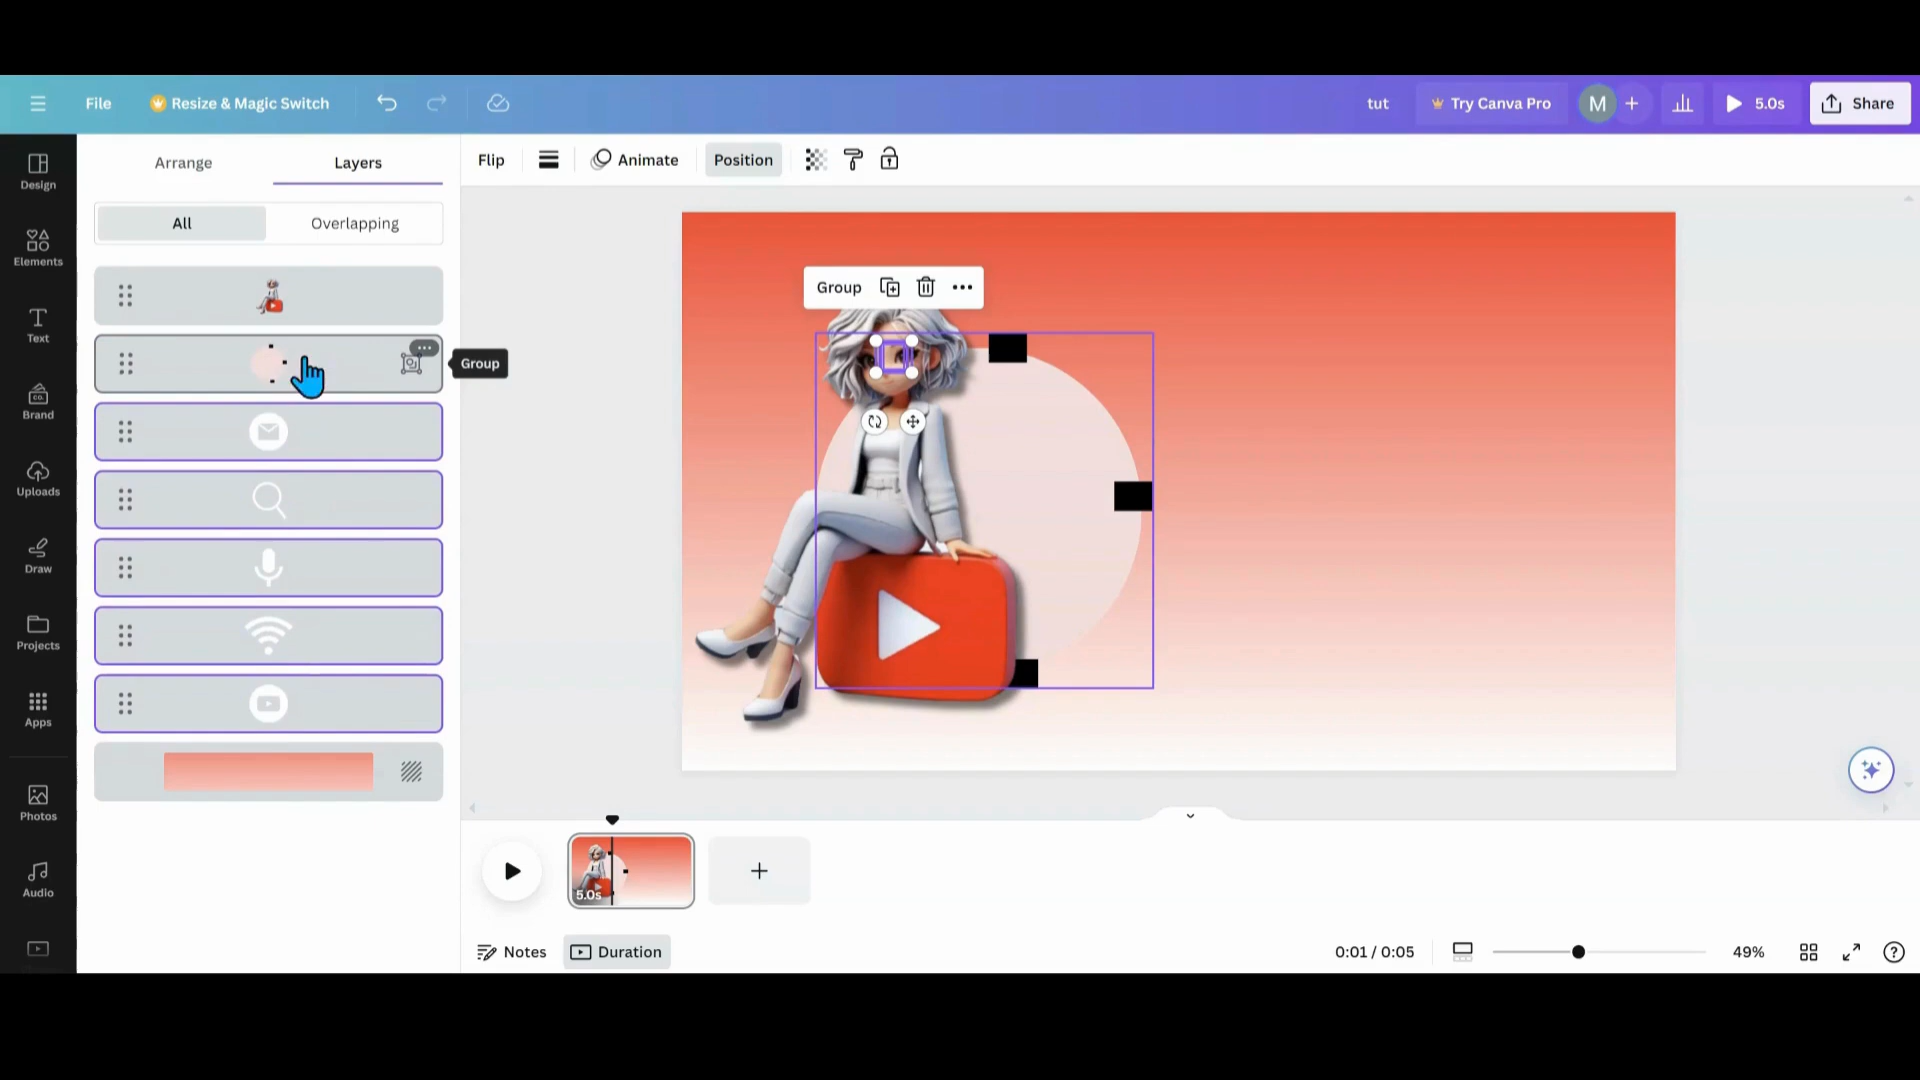 File
Resize & Magic Switch
tut
Try Canva Pro
M
5.0s
Share
Design
Elements
Text
Brand
Uploads
Draw
Projects
Apps
Photos
Audio
Arrange
Layers
All
Overlapping
Group
Flip
Animate
Position
Group
5.0s
Notes
Duration
0:01 / 0:05
49%